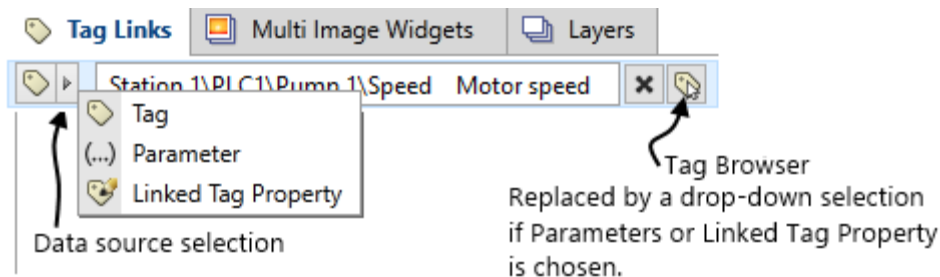 Tag Links Multi Image Widgets Layers
Station 1\PLC1\Pump 1\Speed Motor speed
Tag
(...) Parameter
Linked Tag Property
Data source selection
Tag Browser
Replaced by a drop-down selection
if Parameters or Linked Tag Property
is chosen.